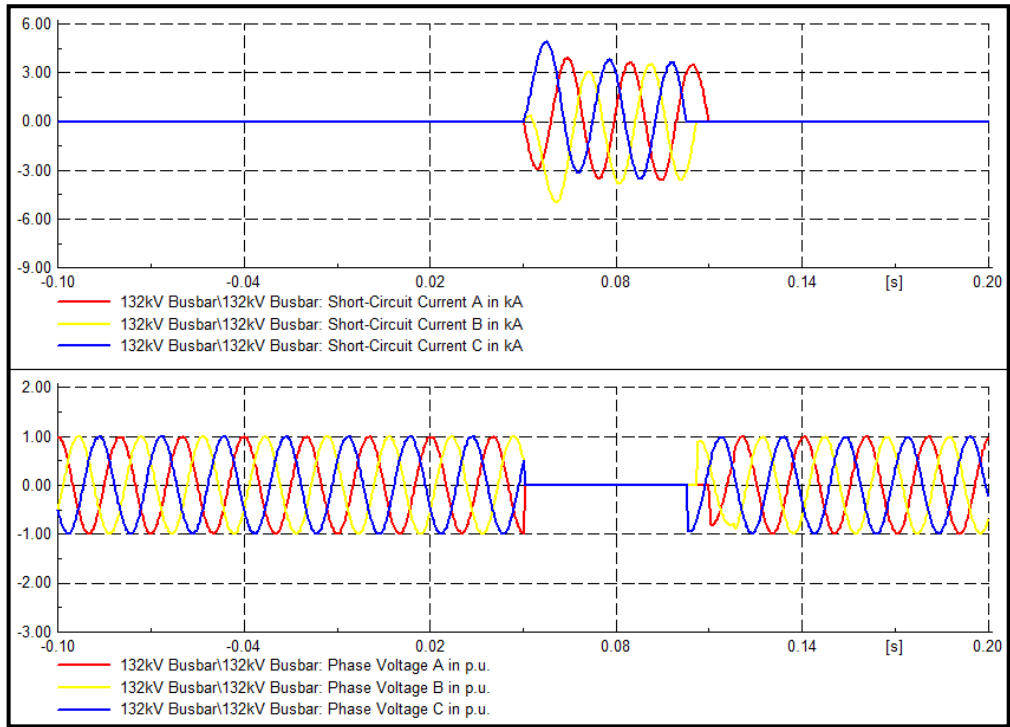 6.00
3.00
0.00
-3.00
-6.00
-9.00
-0.10 -0.04 0.02 0.08 0.14 [s] 0.20
132kV Busbar\132kV Busbar: Short-Circuit Current A in kA
132kV Busbar\132kV Busbar: Short-Circuit Current B in kA
132kV Busbar\132kV Busbar: Short-Circuit Current C in kA
2.00
1.00
0.00
-1.00
-2.00
-3.00
-0.10 -0.04 0.02 0.08 0.14 [s] 0.20
132kV Busbar\132kV Busbar: Phase Voltage A in p.u.
132kV Busbar\132kV Busbar: Phase Voltage B in p.u.
132kV Busbar\132kV Busbar: Phase Voltage C in p.u.